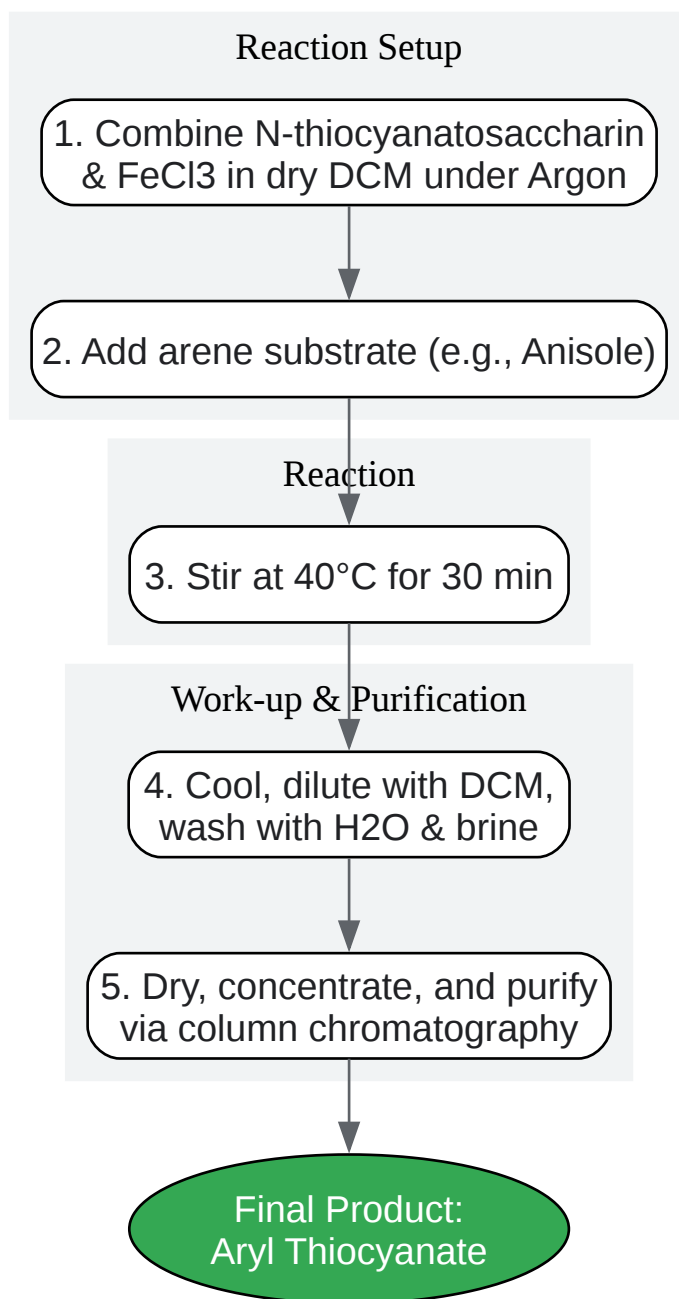 Reaction Setup
1. Combine N-thiocyanatosaccharin
& FeCl3 in dry DCM under Argon
2. Add arene substrate (e.g., Anisole)
Reaction
3. Stir at 40°C for 30 min
Work-up & Purification
4. Cool, dilute with DCM,
wash with H2O & brine
5. Dry, concentrate, and purify
via column chromatography
Final Product:
Aryl Thiocyanate